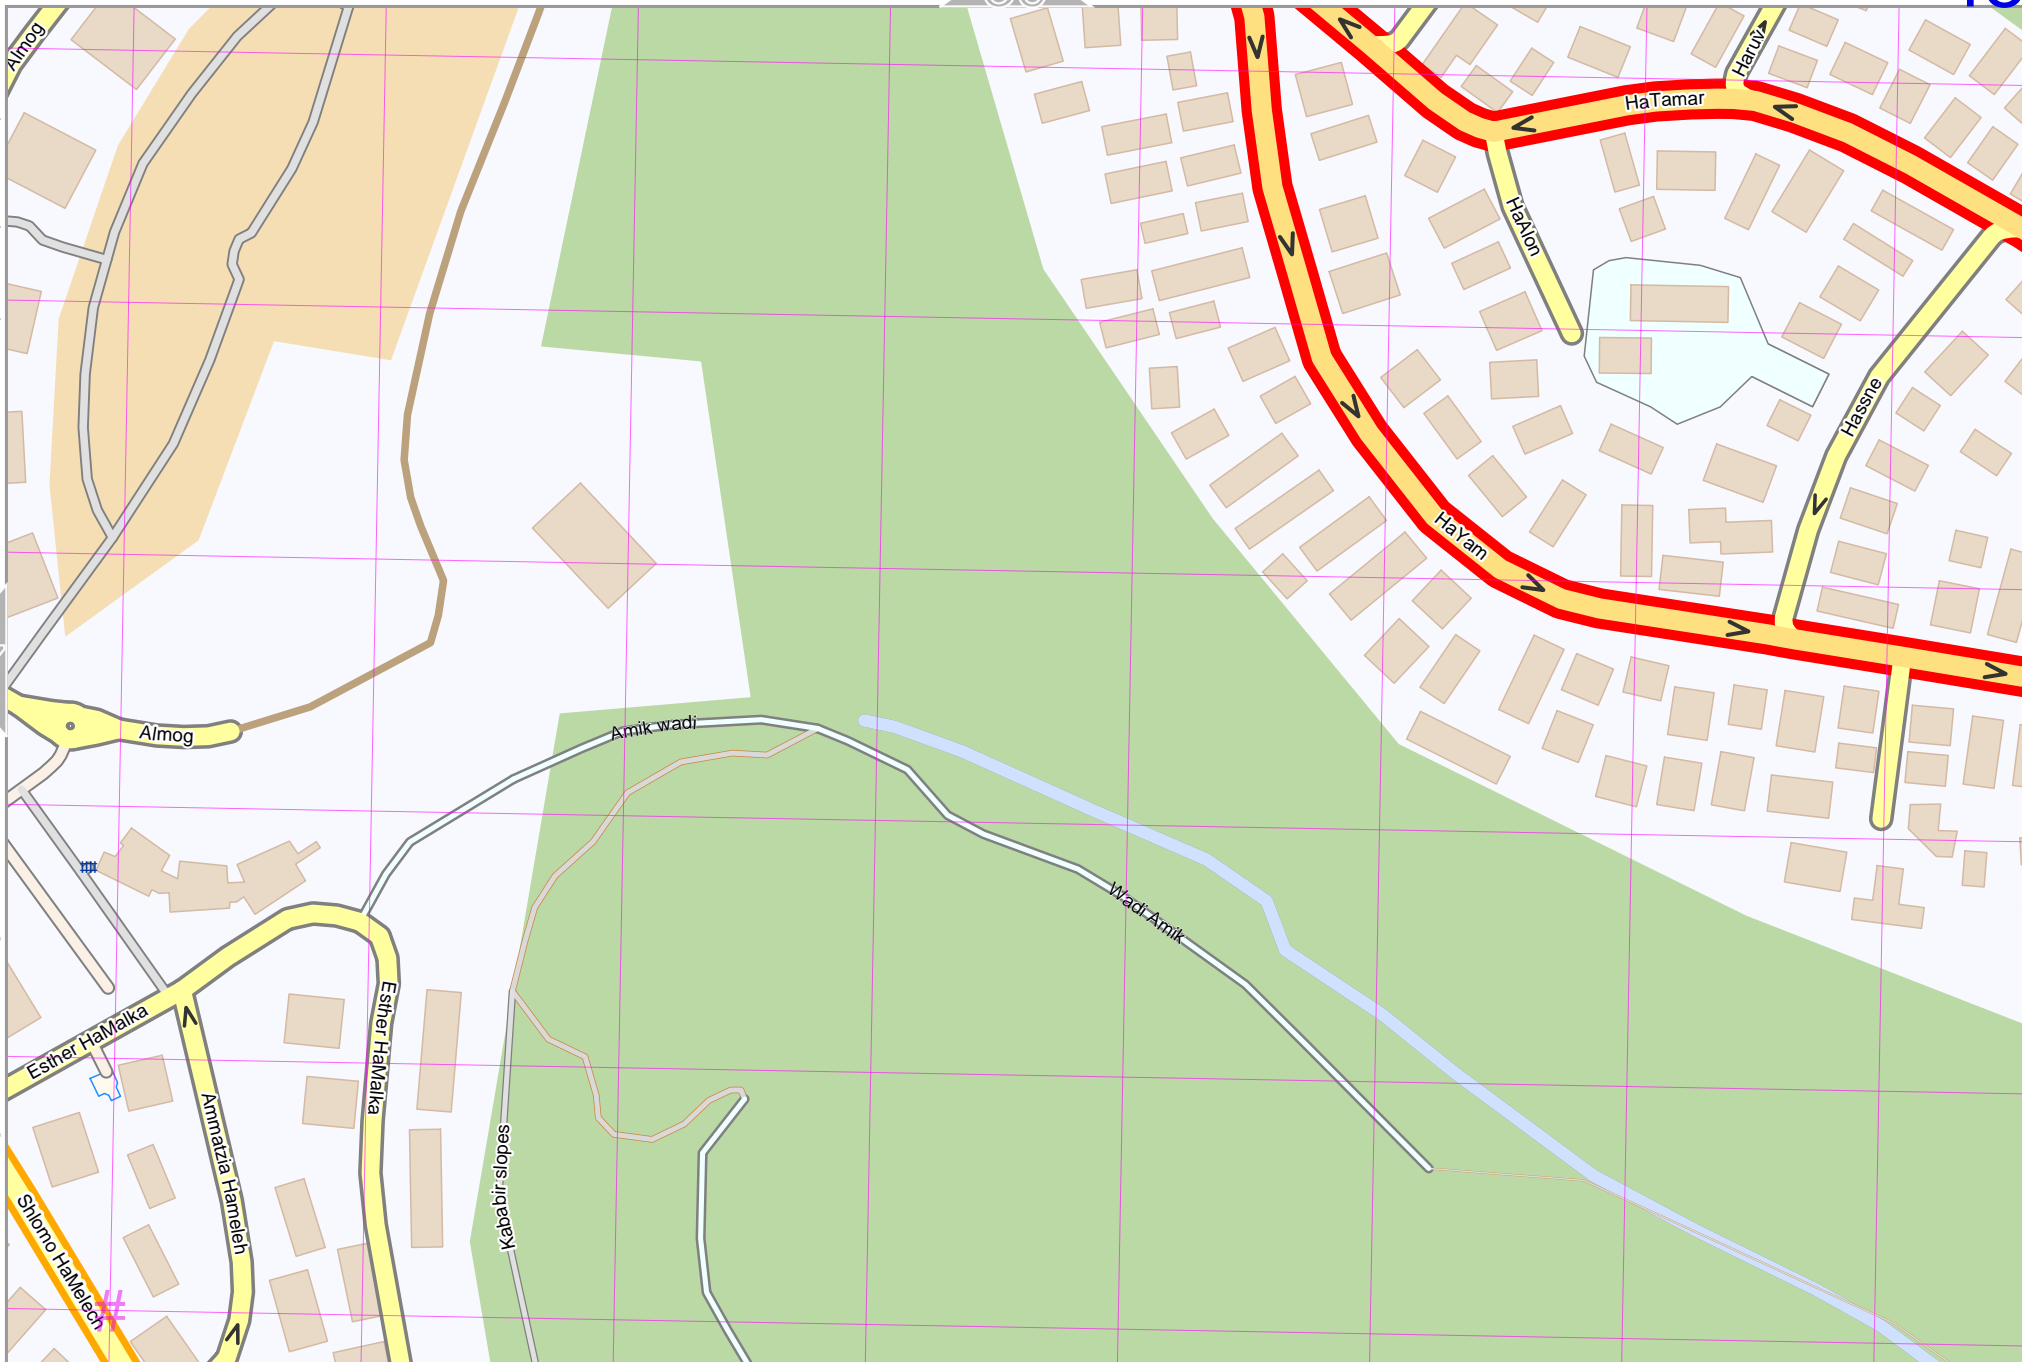 Almog
Haruv
HaTamar
HaAlon
Hassne
HaYam
Almog
Amik wadi
Wadi Amik
Esther HaMalka
Esther HaMalka
Ammatzia Hameleh
Kababir slopes
Shlomo HaMelech
#